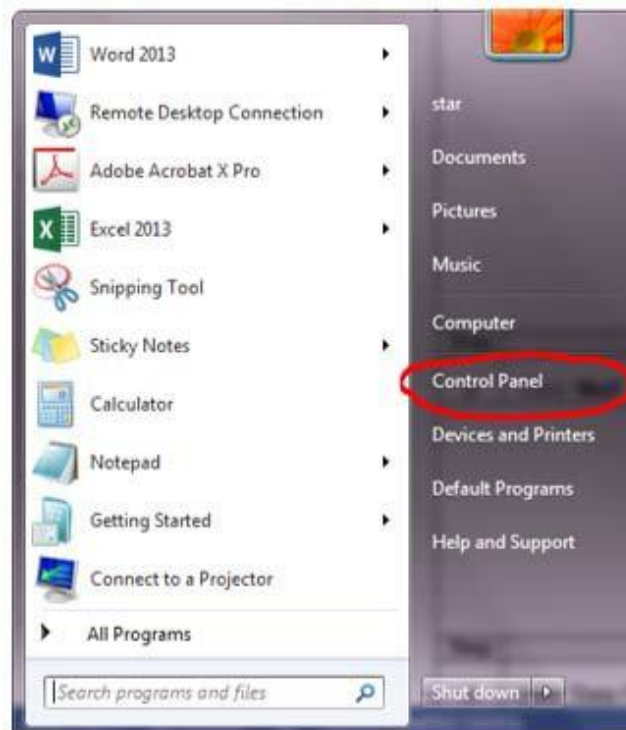 Word 2013
Remote Desktop Connection
Adobe Acrobat X Pro
Excel 2013
Snipping Tool
Sticky Notes
Calculator
Notepad
Getting Started
Connect to a Projector
All Programs
Search programs and files
star
Documents
Pictures
Music
Computer
Control Panel
Devices and Printers
Default Programs
Help and Support
Shut down